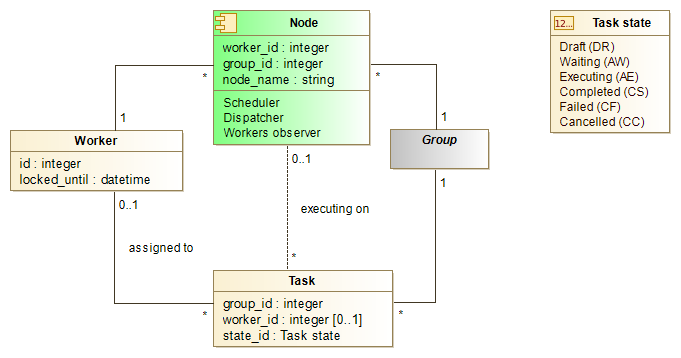 Node
worker_id : integer
group_id : integer
node_name : string
Scheduler
Dispatcher
Workers observer
12...
Task state
Draft (DR)
Waiting (AW)
Executing (AE)
Completed (CS)
Failed (CF)
Cancelled (CC)
*
*
1
1
Worker
id : integer
locked_until : datetime
Group
0..1
0..1
1
executing on
assigned to
*
Task
group_id : integer
worker_id : integer [0..1]
state_id : Task state
*
*